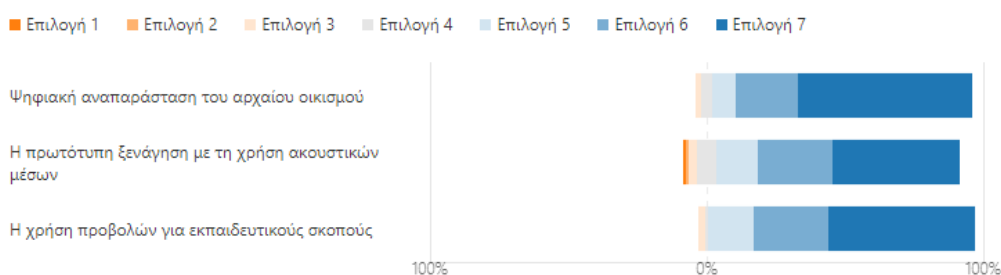 Επιλογή 1 Επιλογή 2 Επιλογή 3 Επιλογή 4 Επιλογή 5 Επιλογή 6 Επιλογή 7
Ψηφιακή αναπαράσταση του αρχαίου οικισμού
Η πρωτότυπη ξενάγηση με τη χρήση ακουστικών
μέσων
Η χρήση προβολών για εκπαιδευτικούς σκοπούς
100% 0% 100%